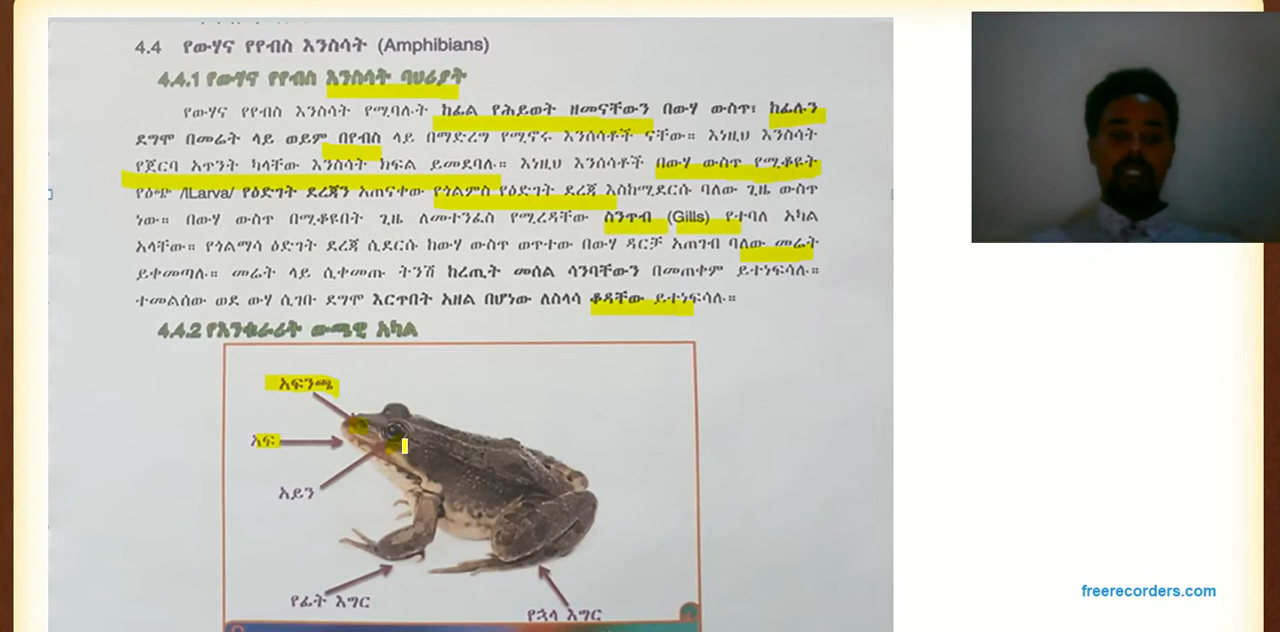 4.4 የውሃና የየብስ እንስሳት (Amphibians)
4.4.1 የውሃና የየብስ እንስሳት ባህሪያት
የውሃና የየብስ እንስሳት የሚባሉት ከፊል የሕይወት ዘመናቸውን በውሃ ውስጥ፣ ከፊሉን
ደግሞ በመሬት ላይ ወይም በየብስ ላይ በማድረግ የሚኖሩ እንሰሳቶች ናቸው። እነዚህ እንስሳት
የጀርባ አጥንት ካላቸው እንስሳት ክፍል ይመደባሉ። እነዚህ እንሰሳቶች በውሃ ውስጥ የሚቆዩት
የዕጭ /lLarva/ የዕድገት ደረጃን አጠናቀው የጎልምስ የዕድገት ደረጃ እስከሚደርሱ ባለው ጊዜ ውስጥ
ነው። በውሃ ውስጥ በሚቆዩበት ጊዜ ለመተንፈስ የሚረዳቸው ስንጥብ (Gills) የተባለ አካል
አላቸው። የጎልማሳ ዕድገት ደረጃ ሲደርሱ ከውሃ ውስጥ ወጥተው በውሃ ዳርቻ አጠገብ ባለው መሬት
ይቀመጣሉ። መሬት ላይ ሲቀመጡ ትንሽ ከረጢት መሰል ሳንባቸውን በመጠቀም ይተነፍሳሉ።
ተመልሰው ወደ ውሃ ሲገቡ ደግሞ እርጥበት አዘል በሆነው ለስላሳ ቆዳቸው ይተነፍሳሉ።
4.4.2 የእንቁራሪት ውጫዊ አካል
አፍንጫ
አፍ
አይን
የፊት እግር
የኋላ እግር
freerecorders.com